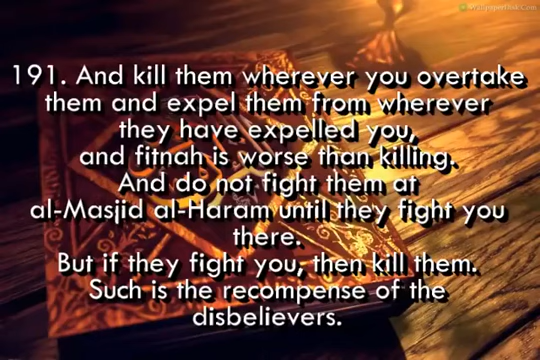 WallpapersDisk.Com
191. And kill them wherever you overtake
them and expel them from wherever
they have expelled you,
and fitnah is worse than killing.
And do not fight them at
al-Masjid al-Haram until they fight you
there.
But if they fight you, then kill them.
Such is the recompense of the
disbelievers.